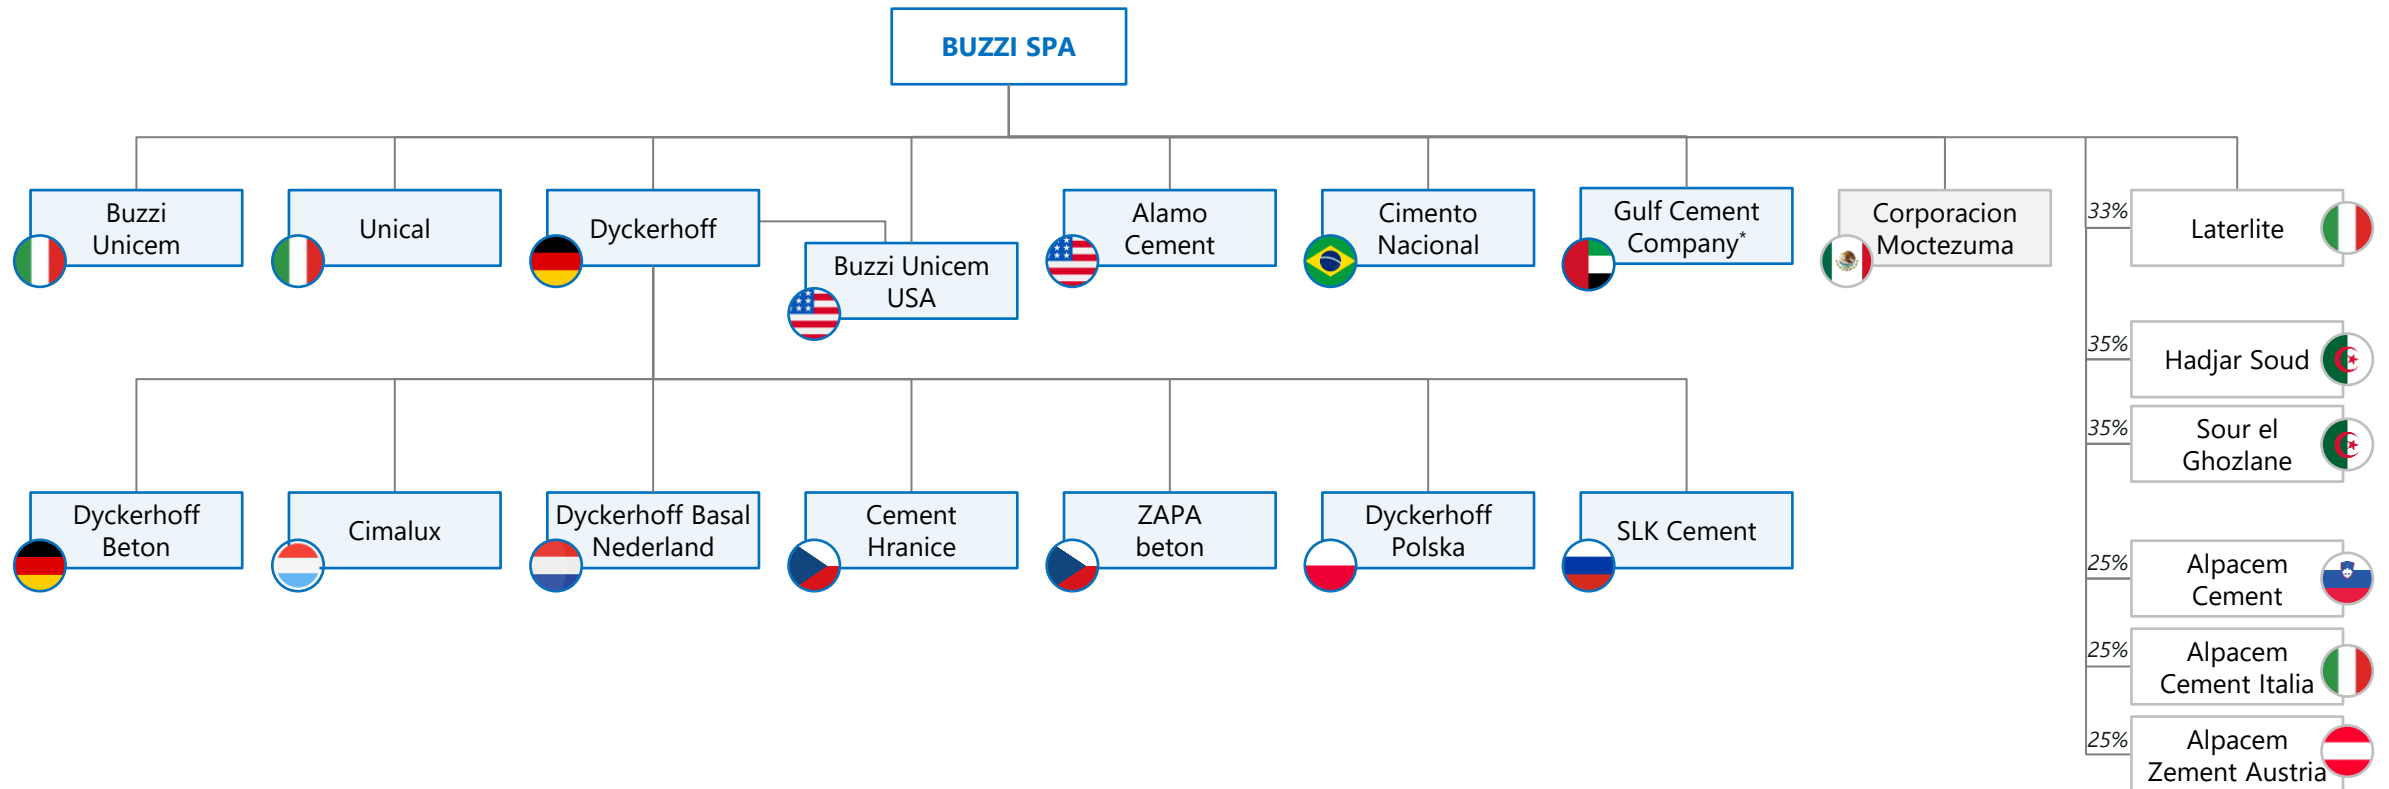 BUZZI SPA
Buzzi
Unicem
Unical
Dyckerhoff
Buzzi Unicem
USA
Alamo
Cement
Cimento
Nacional
Gulf Cement
Company*
Corporacion
Moctezuma
33%
Laterlite
35%
Hadjar Soud
35%
Sour el
Ghozlane
Dyckerhoff
Beton
Cimalux
Dyckerhoff Basal
Nederland
Cement
Hranice
ZAPA
beton
Dyckerhoff
Polska
SLK Cement
25%
Alpacem
Cement
25%
Alpacem
Cement Italia
25%
Alpacem
Zement Austria